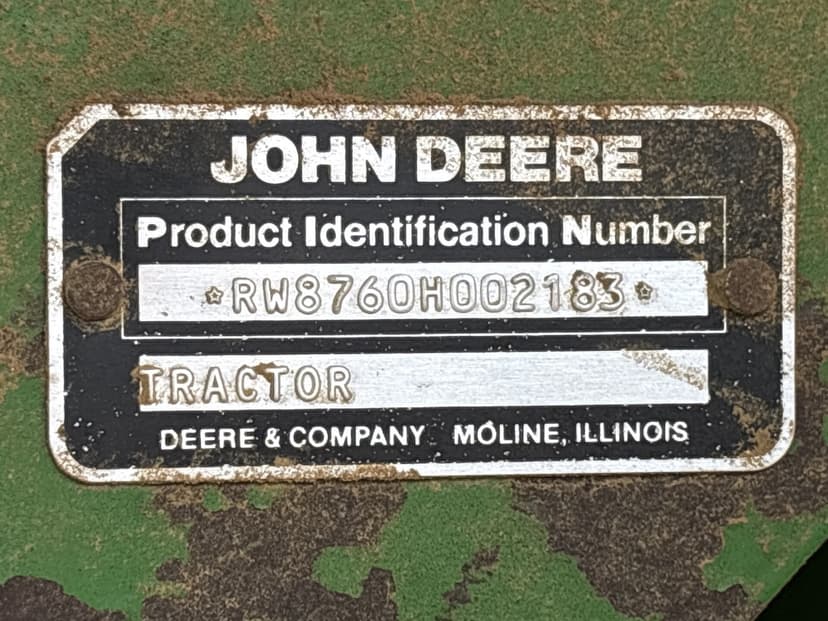 JOHN DEERE
Product Identification Number
*RW8760H002183*
TRACTOR
DEERE & COMPANY MOLINE, ILLINOIS